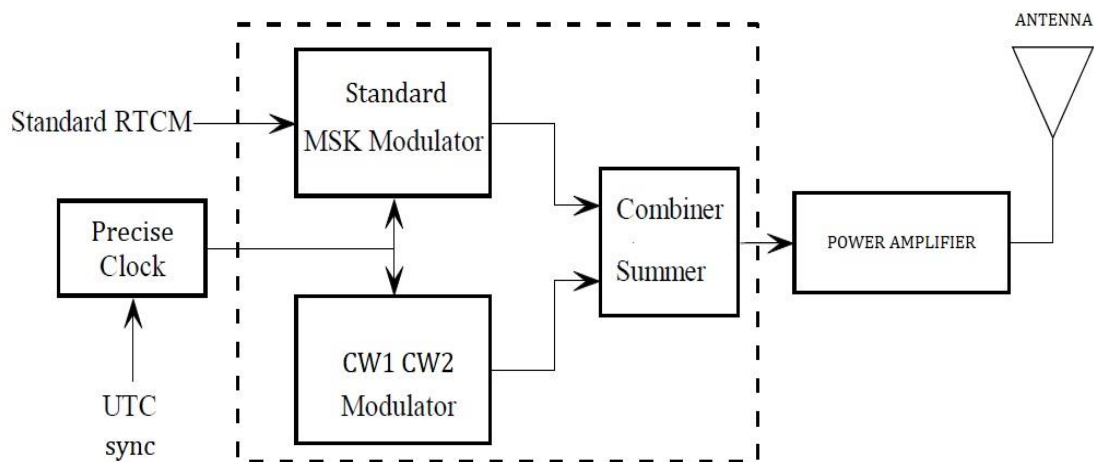 ANTENNA
Standard
MSK Modulator
Standard RTCM
Precise
Clock
UTC
sync
CW1 CW2
Modulator
Combiner
Summer
POWER AMPLIFIER